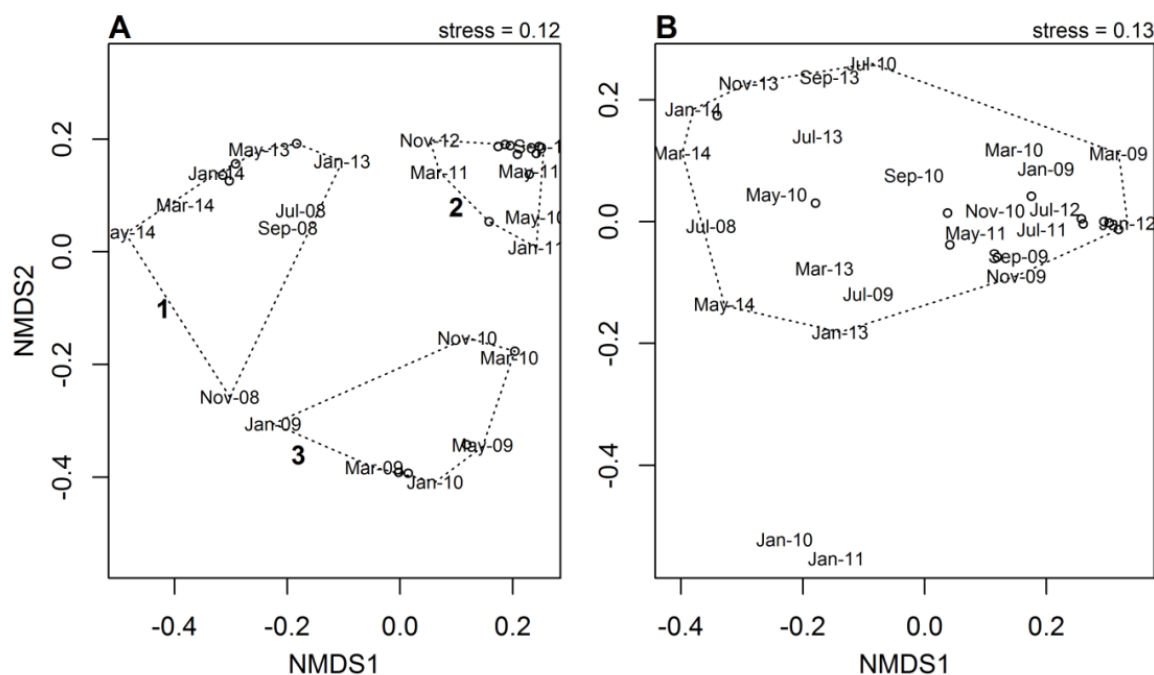 A
stress = 0.12
Nov-12
May-13
Jan-13
Jan-14
Mar-11
May-11
2
Mar-14
Jul-08
Sep-08
May-10
Jan-11
1
Nov-10
Mar-10
Nov-08
Jan-09
3
May-09
Mar-09
Jan-10
0.2
0.0
-0.2
-0.4
NMDS2
-0.4
-0.2
0.0
0.2
NMDS1
B
stress = 0.13
Jul-10
Nov-13
Sep-13
Jan-14
Jul-13
Mar-14
Mar-10
Mar-09
Jan-09
Sep-10
May-10
Nov-10
Jul-12
Jul-08
May-11
Jul-11
Jan-12
Sep-09
Mar-13
Nov-09
Jul-09
May-14
Jan-13
Jan-10
Jan-11
0.2
0.0
-0.2
-0.4
-0.4
-0.2
0.0
0.2
NMDS1